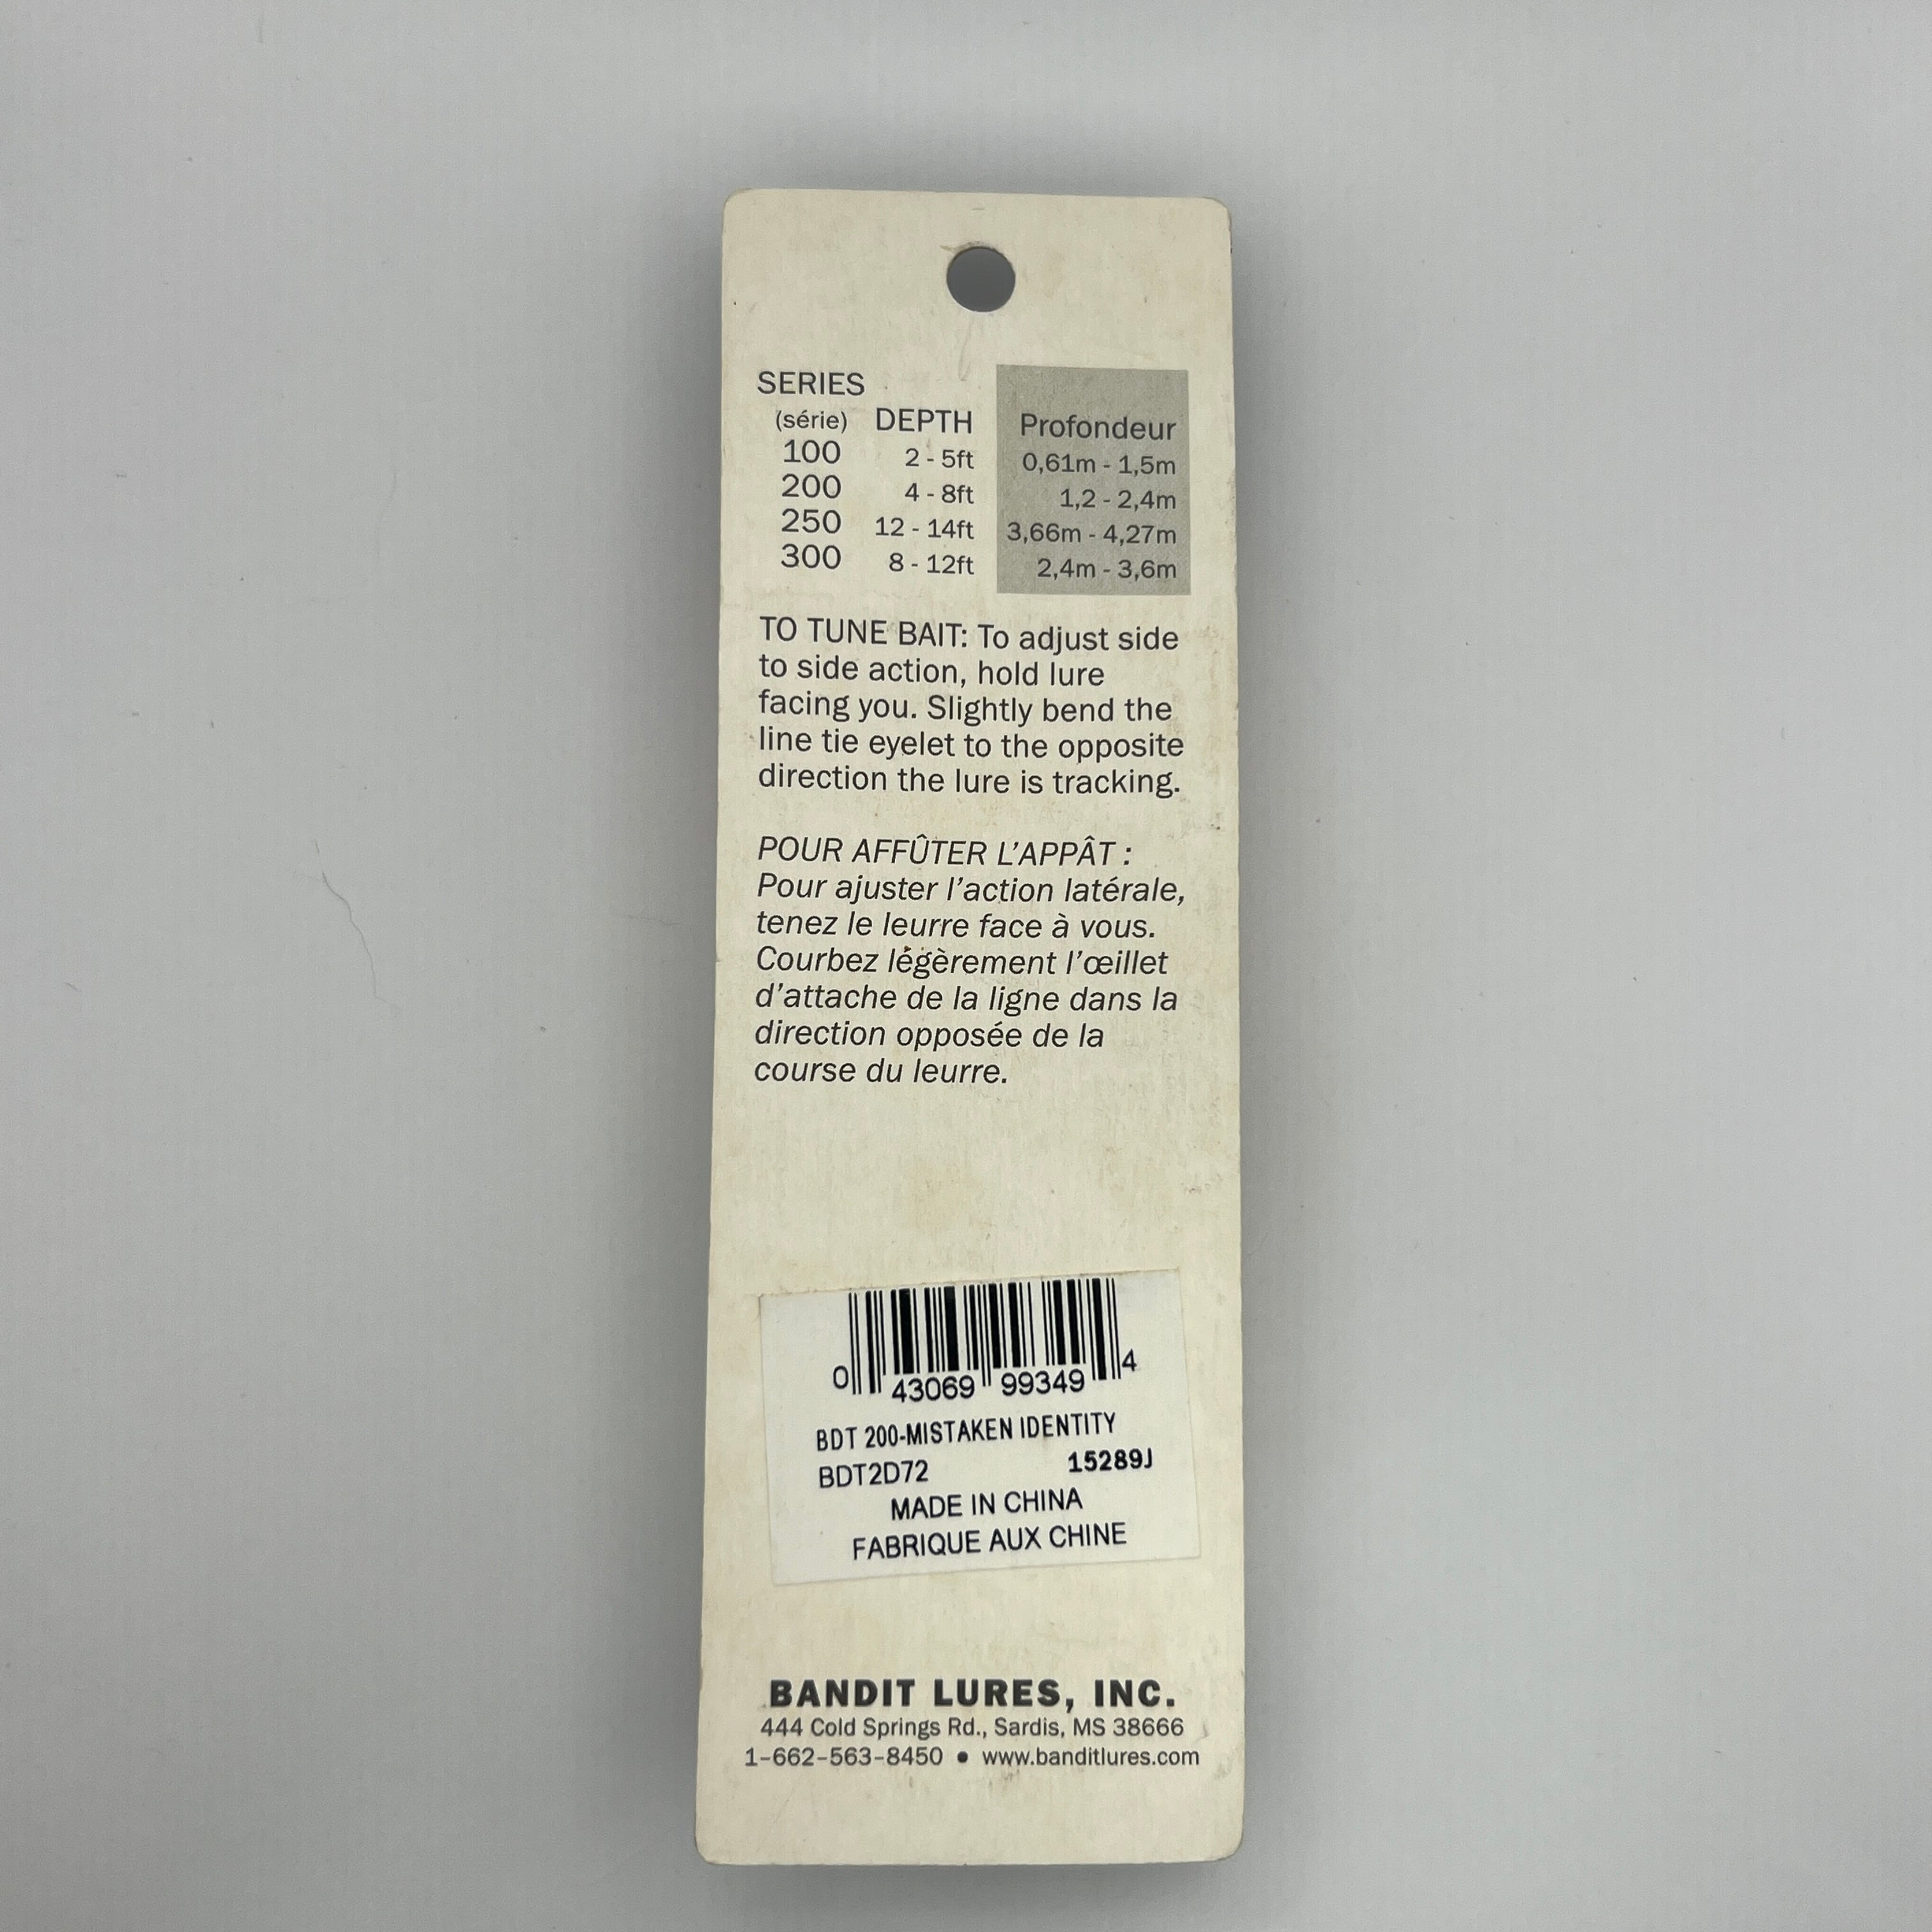 SERIES
(série) DEPTH Profondeur
100 2 - 5ft 0,61m - 1,5m
200 4 - 8ft 1,2 - 2,4m
250 12 - 14ft 3,66m - 4,27m
300 8 - 12ft 2,4m - 3,6m
TO TUNE BAIT: To adjust side
to side action, hold lure
facing you. Slightly bend the
line tie eyelet to the opposite
direction the lure is tracking.
POUR AFFÛTER L'APPÂT :
Pour ajuster l'action latérale,
tenez le leurre face à vous.
Courbez légèrement l'œillet
d'attache de la ligne dans la
direction opposée de la
course du leurre.
0 43069 99349 4
BDT 200-MISTAKEN IDENTITY
BDT2D72 15289J
MADE IN CHINA
FABRIQUE AUX CHINE
BANDIT LURES, INC.
444 Cold Springs Rd., Sardis, MS 38666
1-662-563-8450 • www.banditlures.com